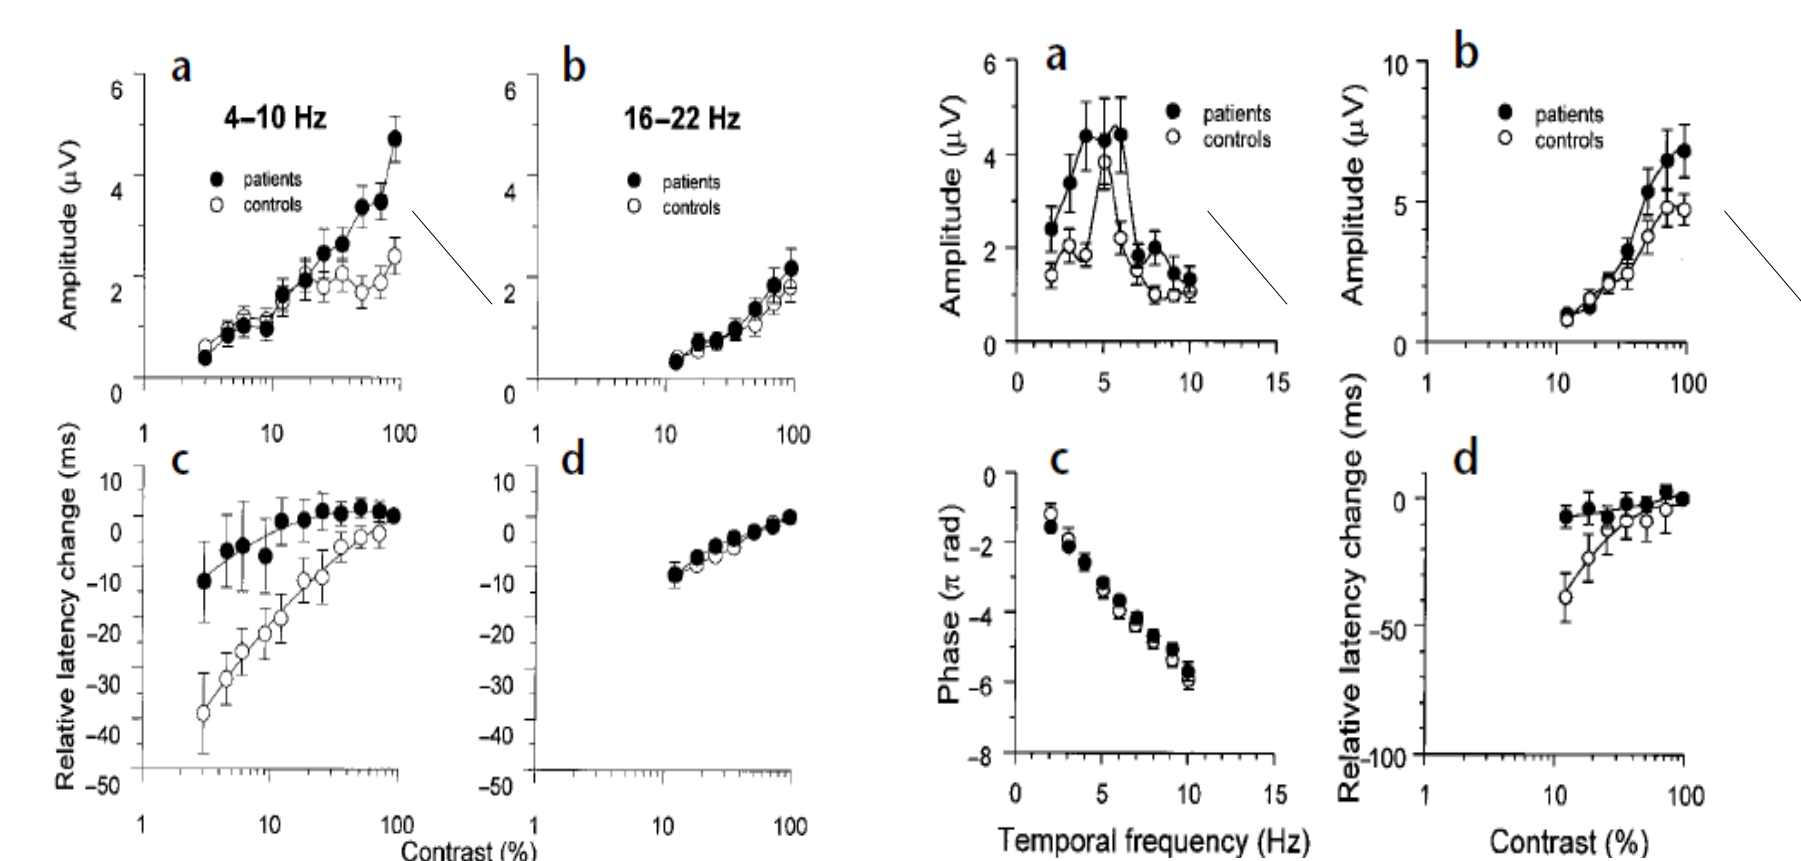 a
6
4
2
0
Amplitude (μV)
4–10 Hz
patients
controls
1
10
100
b
6
4
2
0
16–22 Hz
patients
controls
1
10
100
c
10
0
–10
–20
–30
–40
–50
Relative latency change (ms)
1
10
100
d
10
0
–10
–20
–30
–40
–50
1
10
100
Contrast (%)
a
6
4
2
0
Amplitude (μV)
patients
controls
0
5
10
15
b
10
5
0
Amplitude (μV)
patients
controls
1
10
100
c
0
–2
–4
–6
–8
Phase (π rad)
0
5
10
15
Temporal frequency (Hz)
d
0
–50
–100
Relative latency change (ms)
1
10
100
Contrast (%)